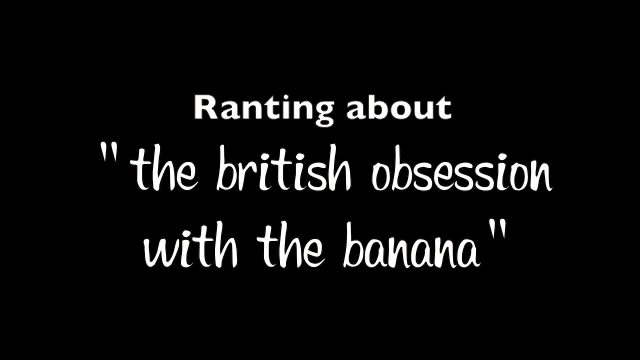 Ranting about
"the british obsession
with the banana"